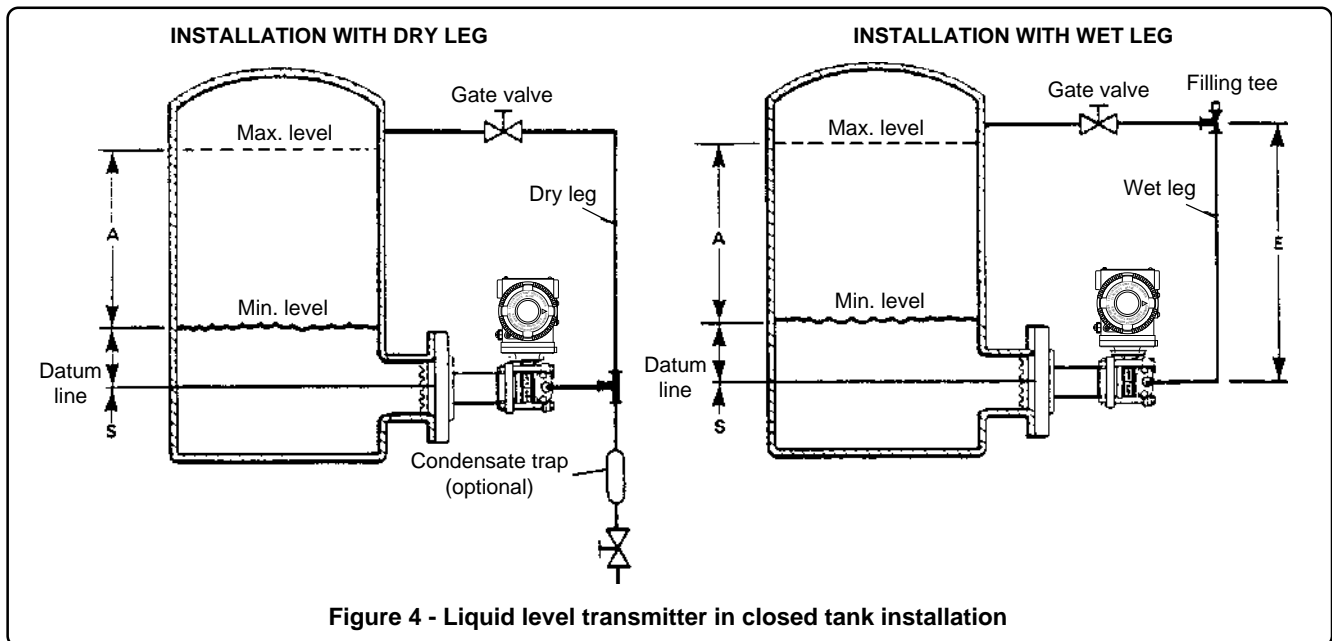 INSTALLATION WITH DRY LEG
Gate valve
Max. level
Dry leg
A
Min. level
Datum
line
S
Condensate trap
(optional)
INSTALLATION WITH WET LEG
Filling tee
Gate valve
Max. level
Wet leg
A
E
Min. level
Datum
line
S
Figure 4 - Liquid level transmitter in closed tank installation